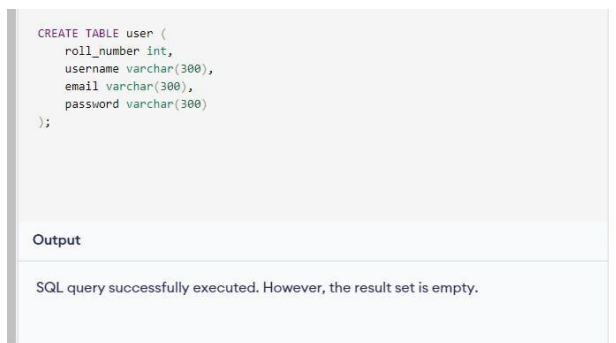 CREATE TABLE user (
    roll_number int,
    username varchar(300),
    email varchar(300),
    password varchar(300)
);
Output
SQL query successfully executed. However, the result set is empty.